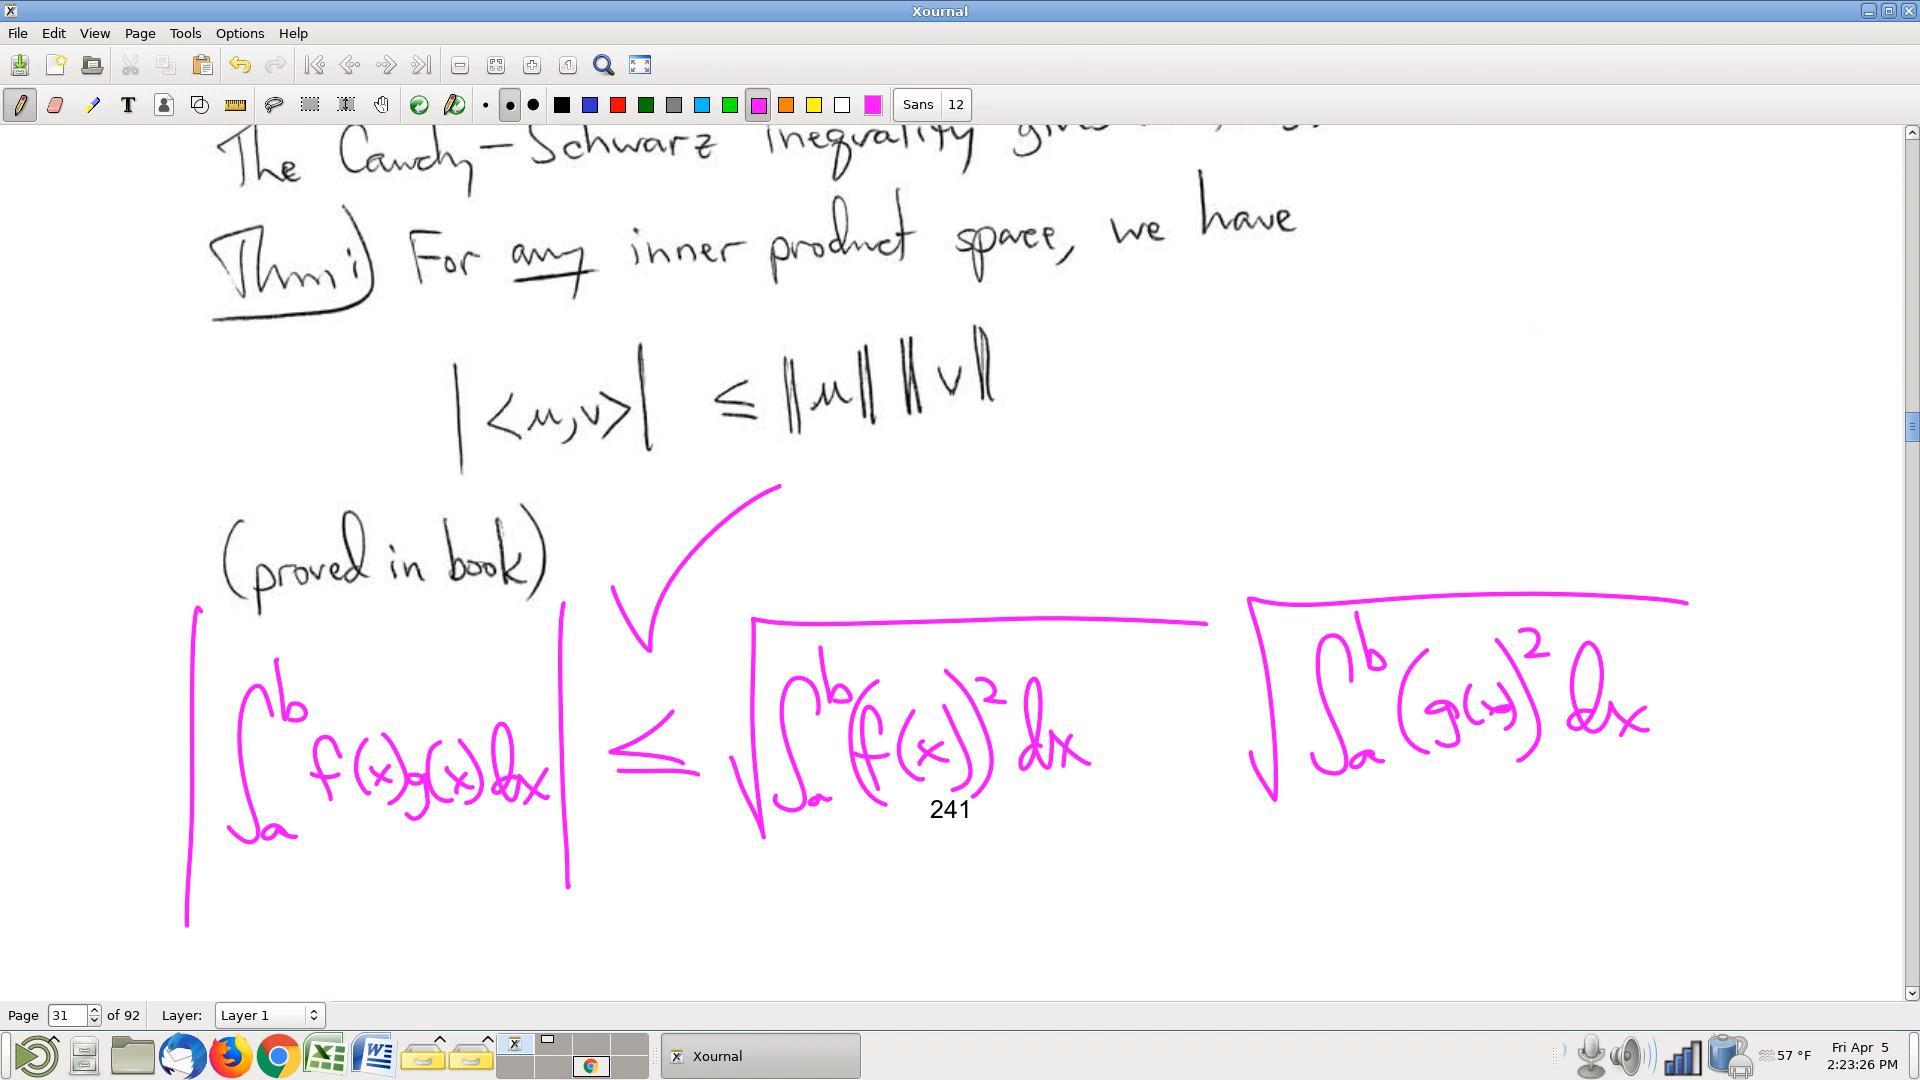 Xournal
File Edit View Page Tools Options Help
Sans 12
The Cauchy-Schwarz inequality
Thm:) For any inner product space, we have
|<u,v>| ≤ ||u|| ||v||
(proved in book)
|∫_a^b f(x)g(x)dx| ≤ √(∫_a^b (f(x))^2 dx) √(∫_a^b (g(x))^2 dx)
241
Page 31 of 92 Layer: Layer 1
Xournal
57 °F
Fri Apr 5
2:23:26 PM